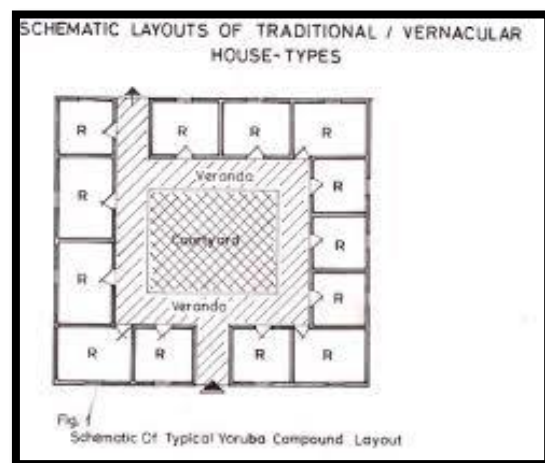 SCHEMATIC LAYOUTS OF TRADITIONAL / VERNACULAR
HOUSE-TYPES
R R R R
Veranda
R R
Courtyard
R
R R
Veranda
R R R R
Fig. 1
Schematic Of Typical Yoruba Compound Layout